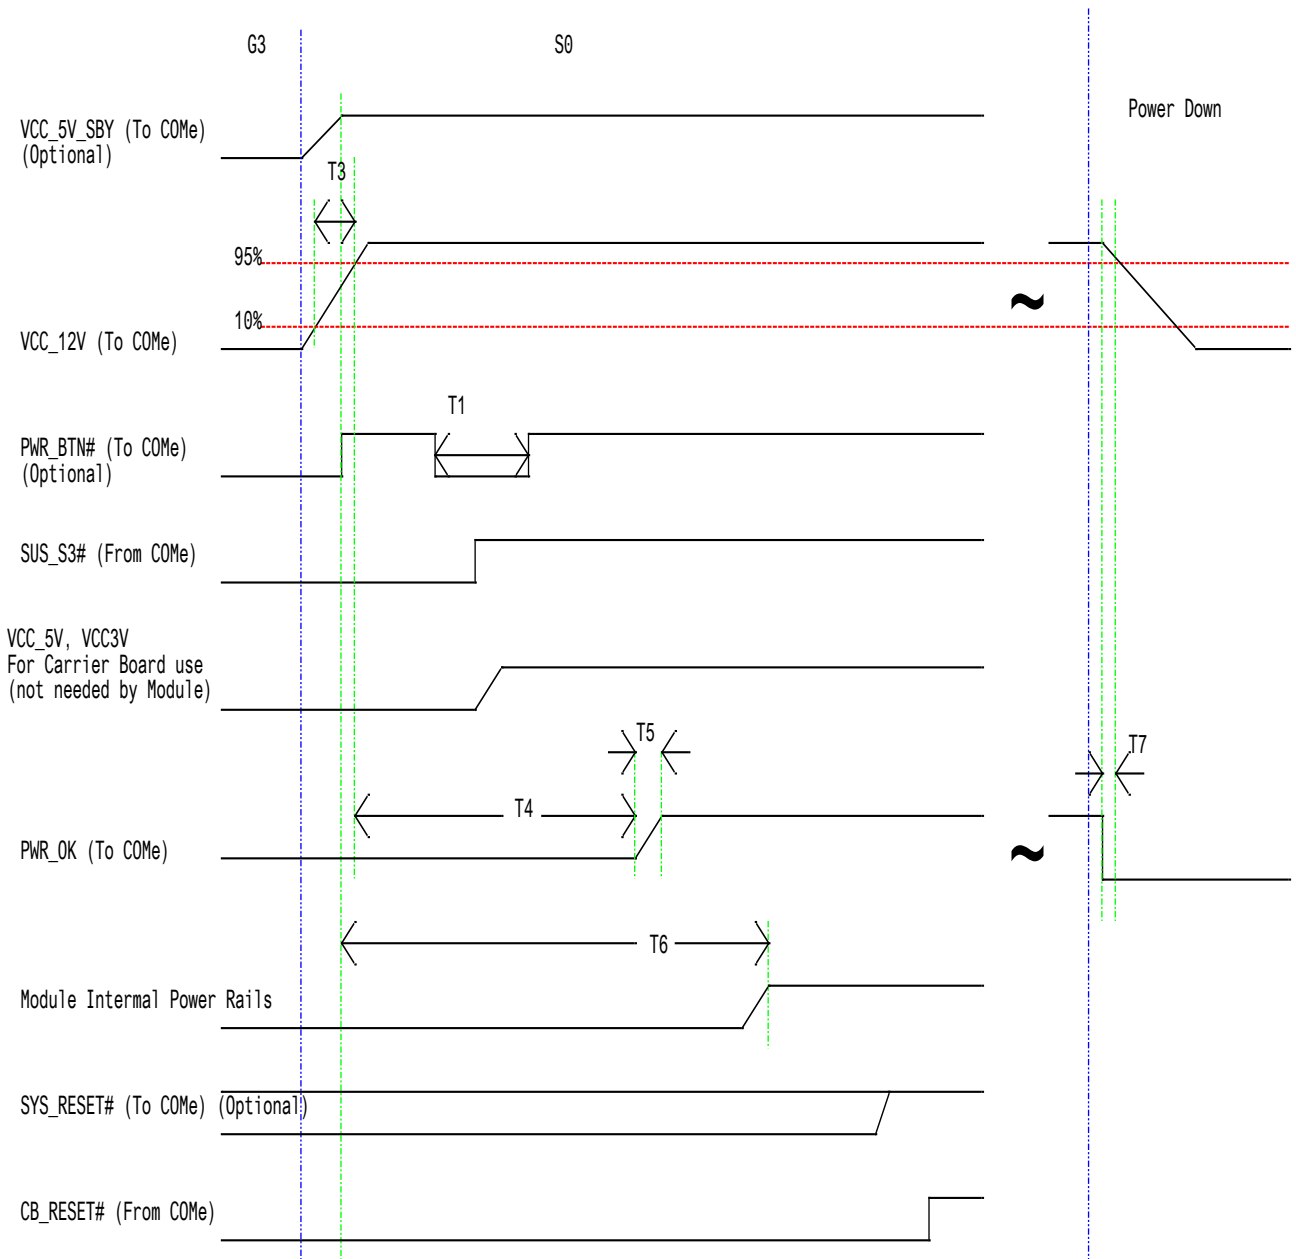 G3
S0
Power Down
VCC_5V_SBY (To COMe)
(Optional)
T3
95%
10%
VCC_12V (To COMe)
~
T1
PWR_BTN# (To COMe)
(Optional)
SUS_S3# (From COMe)
VCC_5V, VCC3V
For Carrier Board use
(not needed by Module)
T5
T7
T4
PWR_OK (To COMe)
~
T6
Module Internal Power Rails
SYS_RESET# (To COMe) (Optional)
CB_RESET# (From COMe)